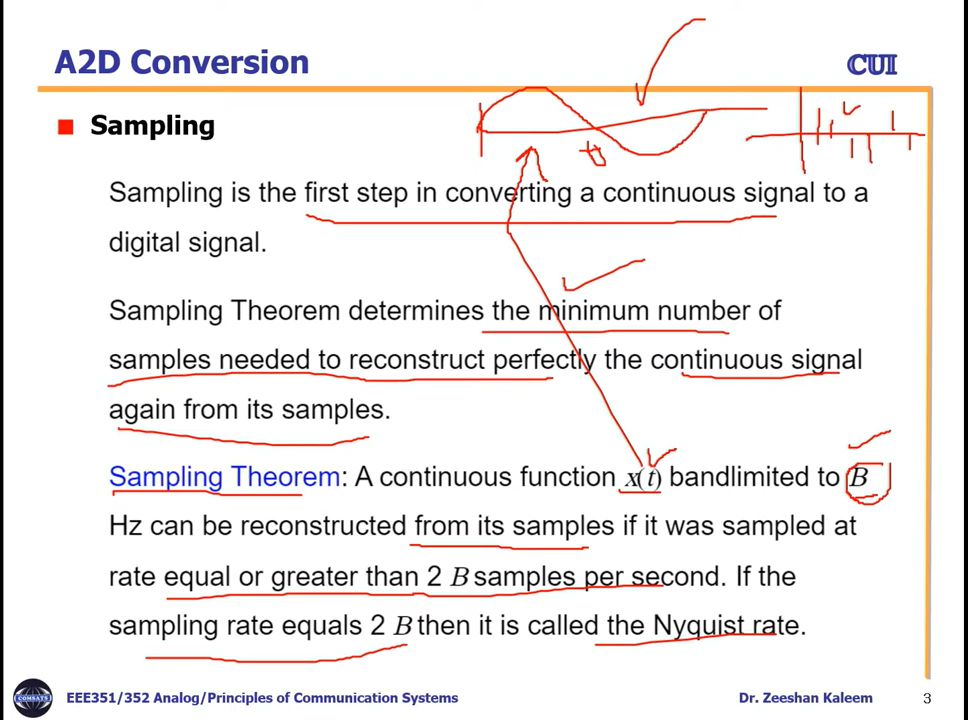 A2D Conversion
CUI
Sampling
Sampling is the first step in converting a continuous signal to a
digital signal.
Sampling Theorem determines the minimum number of
samples needed to reconstruct perfectly the continuous signal
again from its samples.
Sampling Theorem: A continuous function x(t) bandlimited to B
Hz can be reconstructed from its samples if it was sampled at
rate equal or greater than 2 B samples per second. If the
sampling rate equals 2 B then it is called the Nyquist rate.
COMSATS
EEE351/352 Analog/Principles of Communication Systems
Dr. Zeeshan Kaleem
3